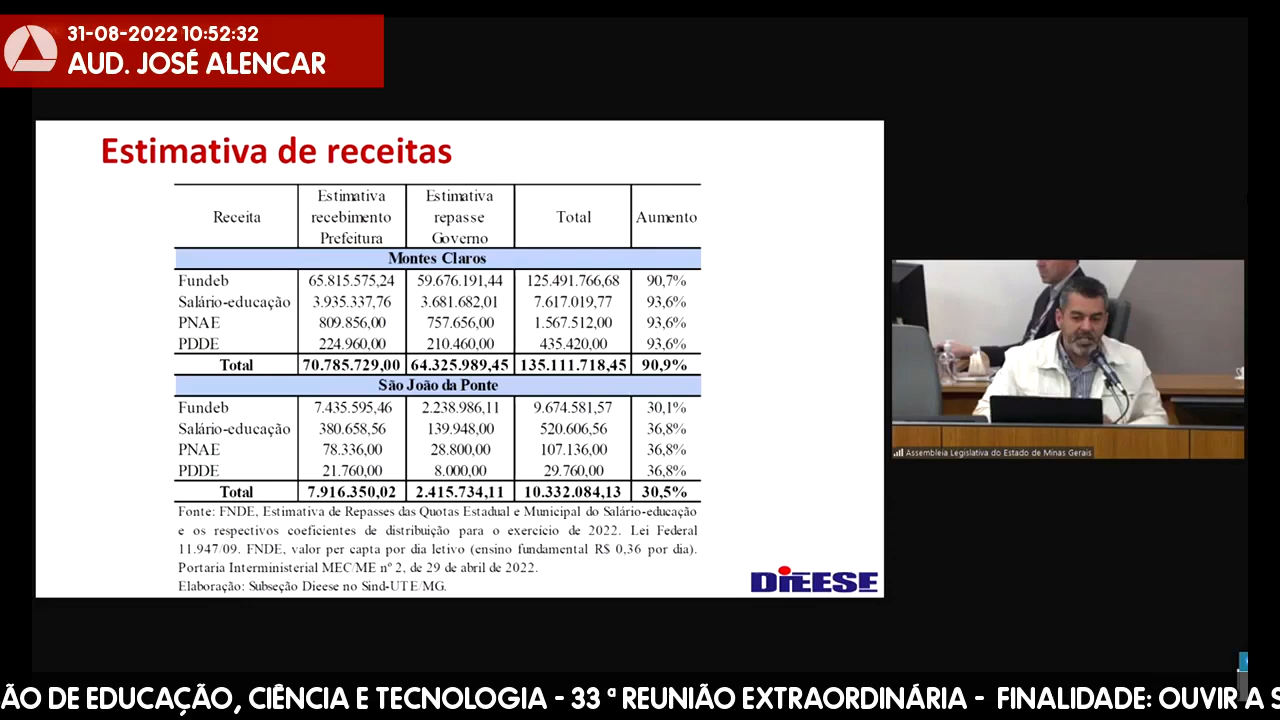 31-08-2022 10:52:32
AUD. JOSÉ ALENCAR
Estimativa de receitas
Receita Estimativa recebimento Prefeitura Estimativa repasse Governo Total Aumento
Montes Claros
Fundeb 65.815.575,24 59.676.191,44 125.491.766,68 90,7%
Salário-educação 3.935.337,76 3.681.682,01 7.617.019,77 93,6%
PNAE 809.856,00 757.656,00 1.567.512,00 93,6%
PDDE 224.960,00 210.460,00 435.420,00 93,6%
Total 70.785.729,00 64.325.989,45 135.111.718,45 90,9%
São João da Ponte
Fundeb 7.435.595,46 2.238.986,11 9.674.581,57 30,1%
Salário-educação 380.658,56 139.948,00 520.606,56 36,8%
PNAE 78.336,00 28.800,00 107.136,00 36,8%
PDDE 21.760,00 8.000,00 29.760,00 36,8%
Total 7.916.350,02 2.415.734,11 10.332.084,13 30,5%
Fonte: FNDE, Estimativa de Repasses das Quotas Estadual e Municipal do Salário-educação
e os respectivos coeficientes de distribuição para o exercício de 2022. Lei Federal
11.947/09. FNDE, valor per capta por dia letivo (ensino fundamental R$ 0,36 por dia).
Portaria Interministerial MEC/ME nº 2, de 29 de abril de 2022.
Elaboração: Subseção Dieese no Sind-UTE/MG.
DIEESE
Assembleia Legislativa do Estado de Minas Gerais
ÃO DE EDUCAÇÃO, CIÊNCIA E TECNOLOGIA - 33 ª REUNIÃO EXTRAORDINÁRIA - FINALIDADE: OUVIR A S